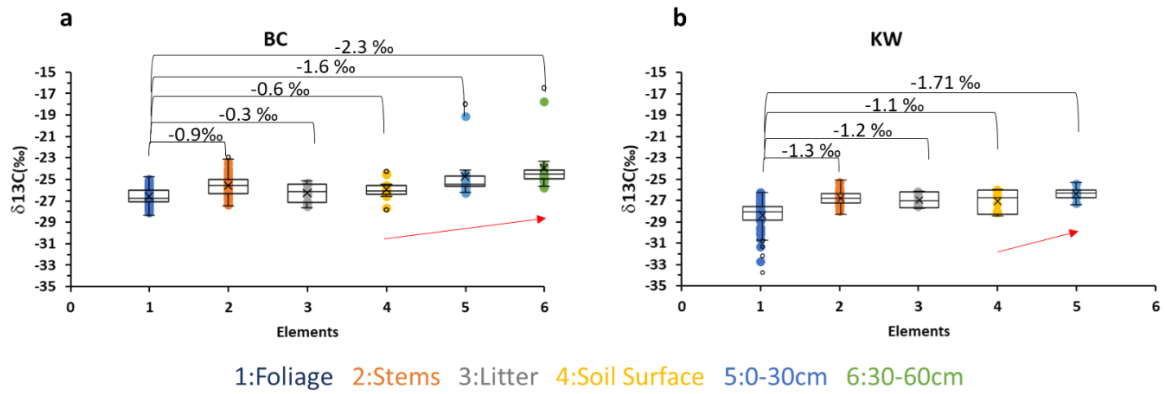 a
BC
-2.3 ‰
-1.6 ‰
-0.6 ‰
-0.3 ‰
-0.9‰
δ13C(‰)
-15
-17
-19
-21
-23
-25
-27
-29
-31
-33
-35
0 1 2 3 4 5 6
Elements
b
KW
-1.71 ‰
-1.1 ‰
-1.2 ‰
-1.3 ‰
δ13C(‰)
-15
-17
-19
-21
-23
-25
-27
-29
-31
-33
-35
0 1 2 3 4 5 6
Elements
1:Foliage 2:Stems 3:Litter 4:Soil Surface 5:0-30cm 6:30-60cm